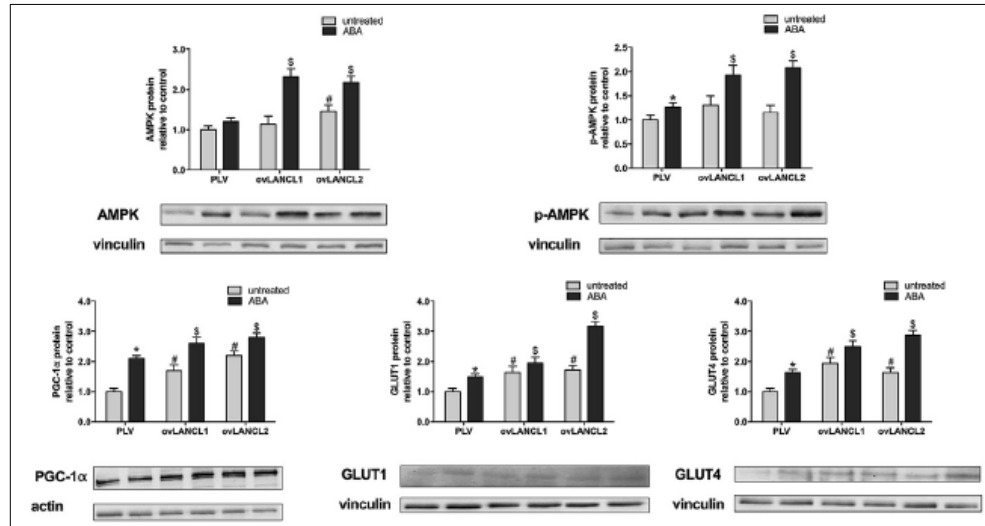 untreated
ABA
AMPK protein
relative to control
3.0
2.0
1.0
0.0
#
$
$
PLV
ovLANCL1
ovLANCL2
AMPK
vinculin
untreated
ABA
p-AMPK protein
relative to control
2.5
2.0
1.5
1.0
0.5
0.0
*
$
$
PLV
ovLANCL1
ovLANCL2
p-AMPK
vinculin
untreated
ABA
PGC-1α protein
relative to control
4.0
3.0
2.0
1.0
0.0
*
#
$
#
$
PLV
ovLANCL1
ovLANCL2
PGC-1α
actin
untreated
ABA
GLUT1 protein
relative to control
4.0
3.0
2.0
1.0
0.0
*
#
$
#
$
PLV
ovLANCL1
ovLANCL2
GLUT1
vinculin
untreated
ABA
GLUT4 protein
relative to control
4.0
3.0
2.0
1.0
0.0
*
#
$
#
$
PLV
ovLANCL1
ovLANCL2
GLUT4
vinculin